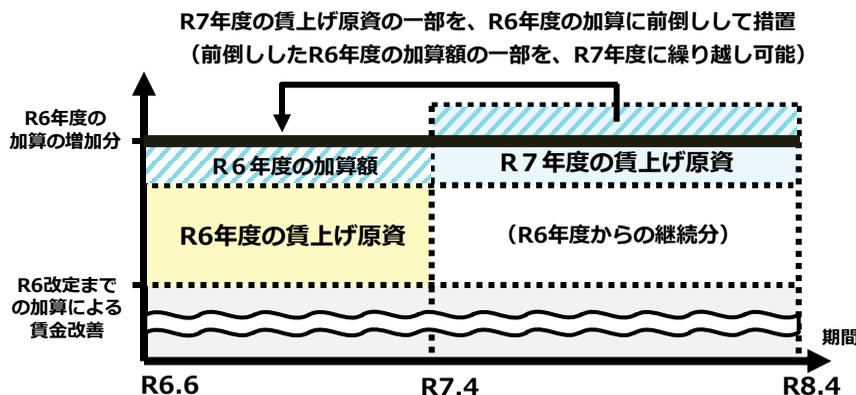 R7年度の賃上げ原資の一部を、R6年度の加算に前倒しして措置
（前倒ししたR6年度の加算額の一部を、R7年度に繰り越し可能）
R6年度の
加算の増加分
R６年度の加算額
R７年度の賃上げ原資
R6年度の賃上げ原資
（R6年度からの継続分）
R6改定まで
の加算による
賃金改善
期間
R6.6
R7.4
R8.4